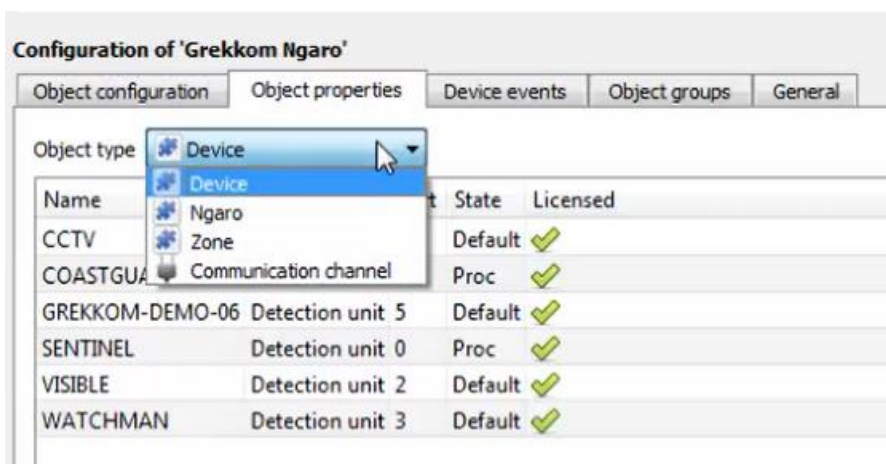 Configuration of 'Grekkom Ngaro'
Object configuration Object properties Device events Object groups General
Object type Device
Device
Ngaro
Zone
Communication channel
Name State Licensed
CCTV Default
Proc
GREKKOM-DEMO-06 Detection unit 5 Default
SENTINEL Detection unit 0 Proc
VISIBLE Detection unit 2 Default
WATCHMAN Detection unit 3 Default